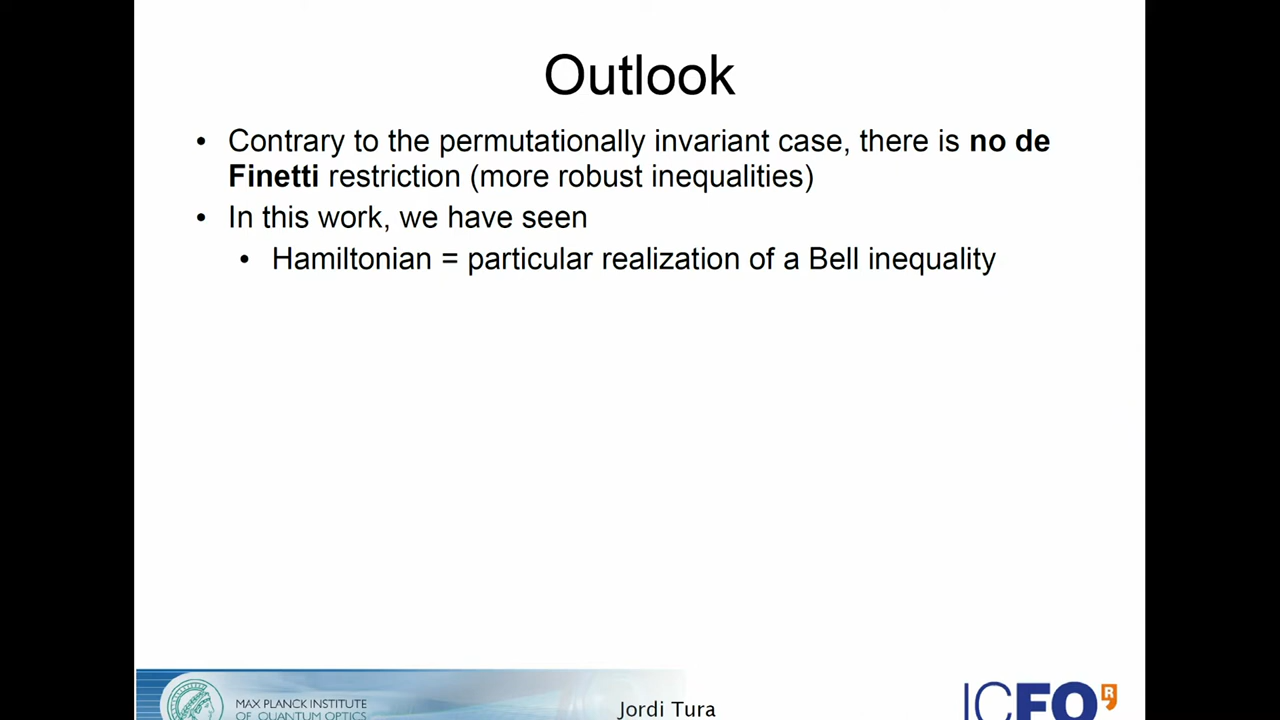 Outlook
• Contrary to the permutationally invariant case, there is no de
Finetti restriction (more robust inequalities)
• In this work, we have seen
• Hamiltonian = particular realization of a Bell inequality
MAX PLANCK INSTITUTE
OF QUANTUM OPTICS
Jordi Tura
ICFO R